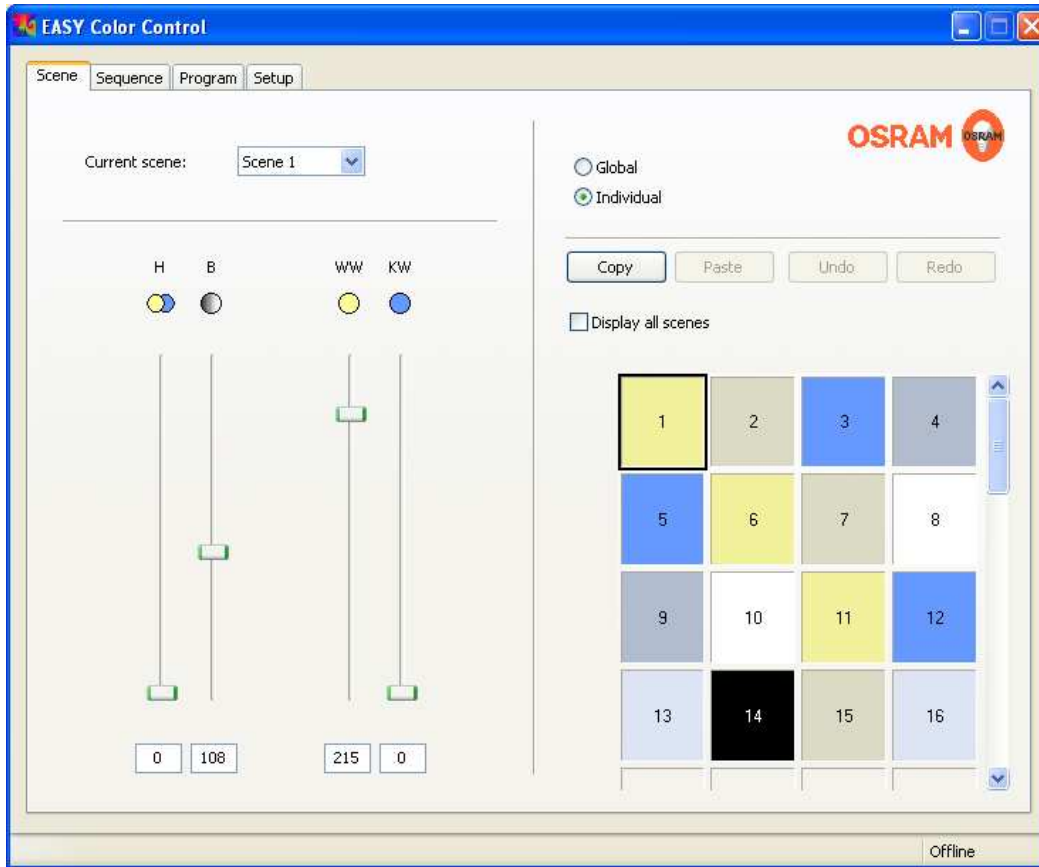 EASY Color Control
Scene Sequence Program Setup
OSRAM OSRAM
Current scene: Scene 1
Global
Individual
H B WW KW
Copy Paste Undo Redo
Display all scenes
1 2 3 4
5 6 7 8
9 10 11 12
13 14 15 16
0 108 215 0
Offline